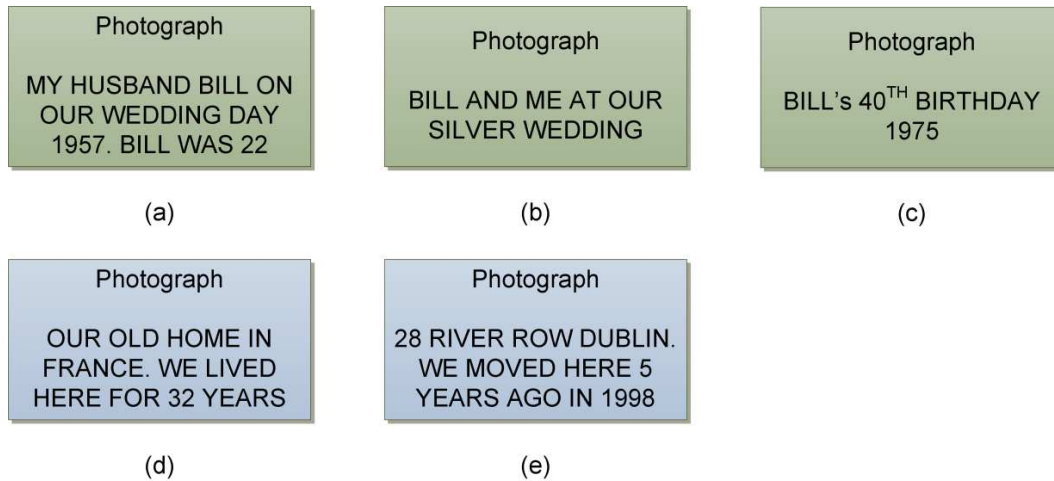 Photograph
MY HUSBAND BILL ON
OUR WEDDING DAY
1957. BILL WAS 22
(a)
Photograph
BILL AND ME AT OUR
SILVER WEDDING
(b)
Photograph
BILL's 40TH BIRTHDAY
1975
(c)
Photograph
OUR OLD HOME IN
FRANCE. WE LIVED
HERE FOR 32 YEARS
(d)
Photograph
28 RIVER ROW DUBLIN.
WE MOVED HERE 5
YEARS AGO IN 1998
(e)